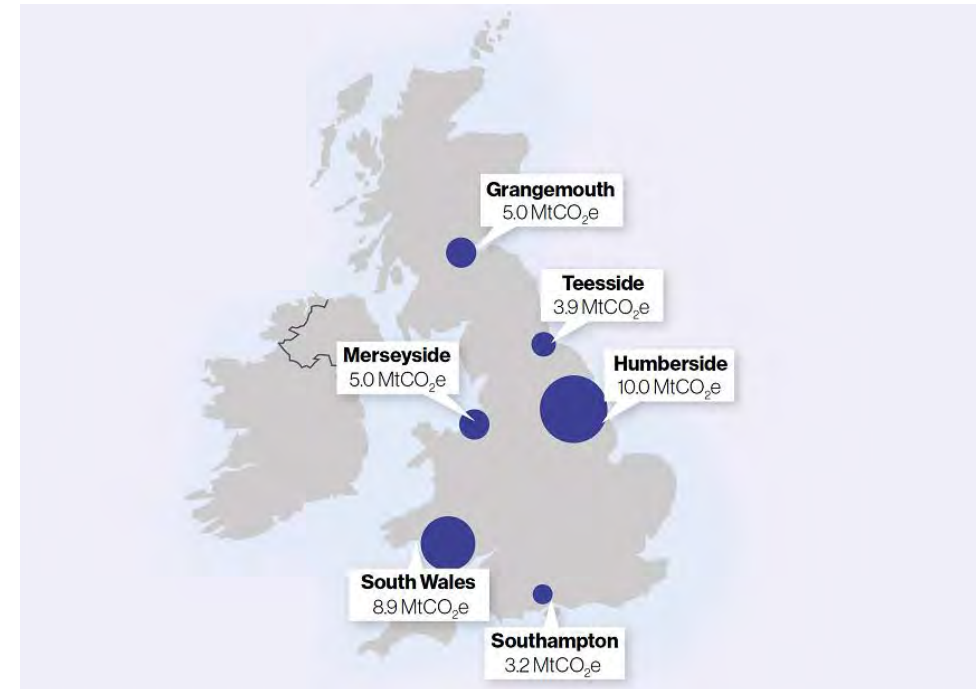 Grangemouth
5.0 MtCO₂e
Teesside
3.9 MtCO₂e
Merseyside
5.0 MtCO₂e
Humberside
10.0 MtCO₂e
South Wales
8.9 MtCO₂e
Southampton
3.2 MtCO₂e